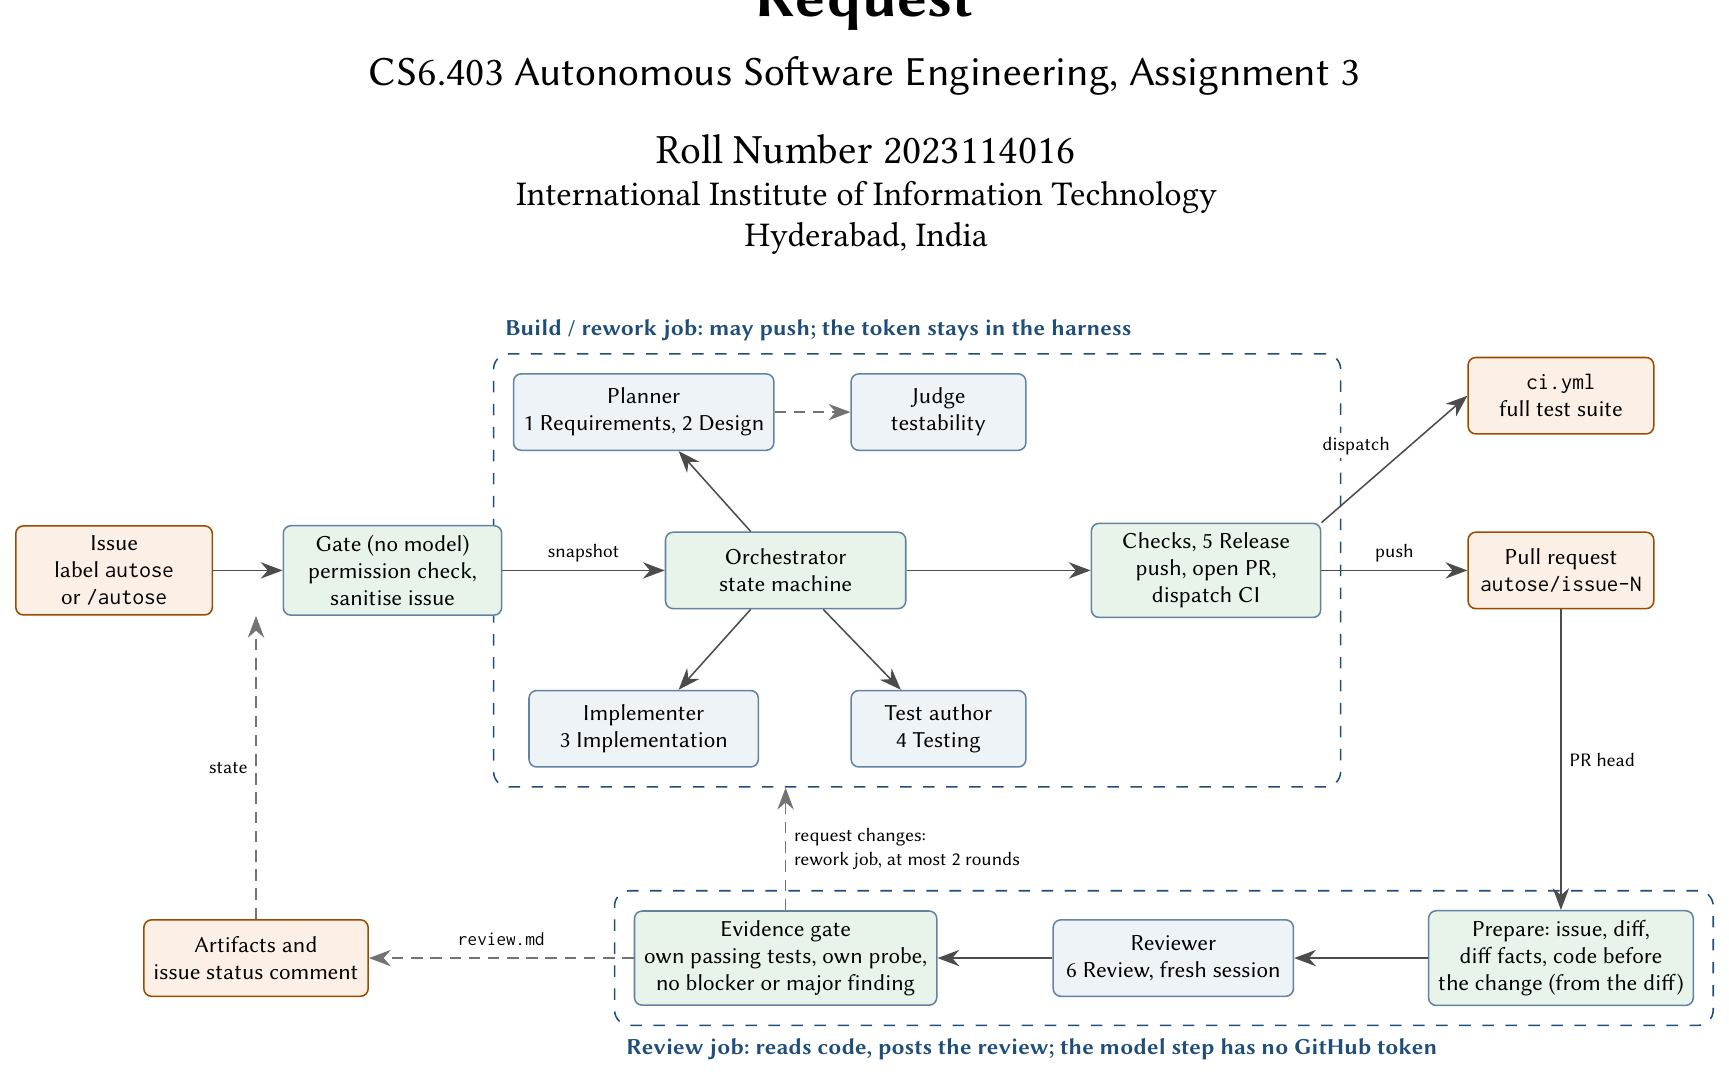 Request
CS6.403 Autonomous Software Engineering, Assignment 3
Roll Number 2023114016
International Institute of Information Technology
Hyderabad, India
Build / rework job: may push; the token stays in the harness
Planner
1 Requirements, 2 Design
Judge
testability
ci.yml
full test suite
dispatch
Issue
label autose
or /autose
Gate (no model)
permission check,
sanitise issue
snapshot
Orchestrator
state machine
Checks, 5 Release
push, open PR,
dispatch CI
push
Pull request
autose/issue-N
Implementer
3 Implementation
Test author
4 Testing
state
PR head
request changes:
rework job, at most 2 rounds
Artifacts and
issue status comment
review.md
Evidence gate
own passing tests, own probe,
no blocker or major finding
Reviewer
6 Review, fresh session
Prepare: issue, diff,
diff facts, code before
the change (from the diff)
Review job: reads code, posts the review; the model step has no GitHub token